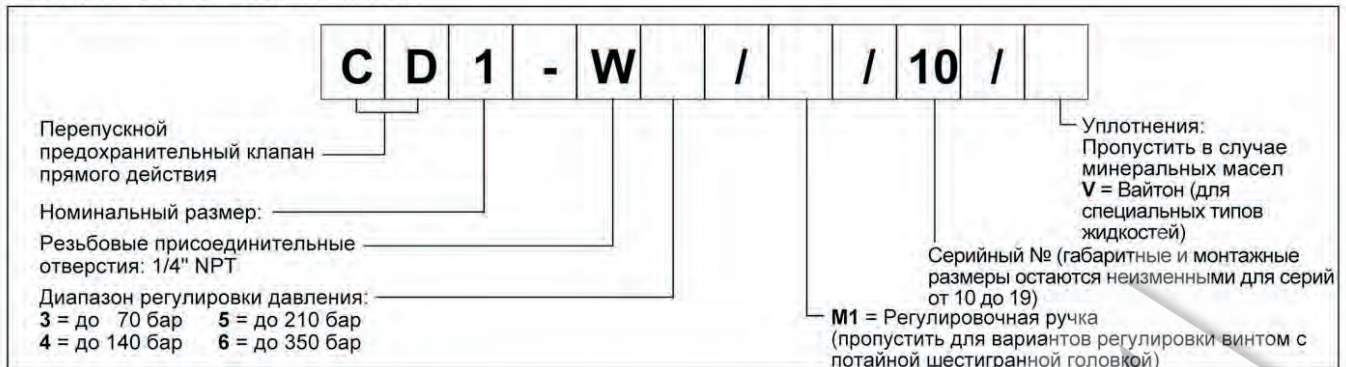 CD1-W / / 10 /
Перепускной
предохранительный клапан
прямого действия
Номинальный размер:
Резьбовые присоединительные
отверстия: 1/4" NPT
Диапазон регулировки давления:
3 = до 70 бар 5 = до 210 бар
4 = до 140 бар 6 = до 350 бар
Уплотнения:
Пропустить в случае
минеральных масел
V = Вайтон (для
специальных типов
жидкостей)
Серийный № (габаритные и монтажные
размеры остаются неизменными для серий
от 10 до 19)
M1 = Регулировочная ручка
(пропустить для вариантов регулировки винтом с
потайной шестигранной головкой)